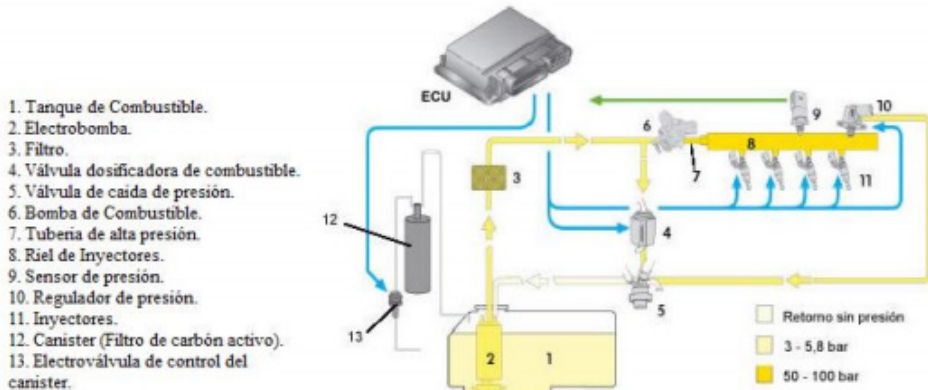 1. Tanque de Combustible.
2. Electrobomba.
3. Filtro.
4. Válvula dosificadora de combustible.
5. Válvula de caída de presión.
6. Bomba de Combustible.
7. Tuberia de alta presión.
8. Riel de Inyectores.
9. Sensor de presión.
10. Regulador de presión.
11. Inyectores.
12. Canister (Filtro de carbón activo).
13. Electroválvula de control del
canister.
ECU
6
9
10
8
7
11
3
12
4
13
5
2
1
Retorno sin presión
3 - 5,8 bar
50 - 100 bar